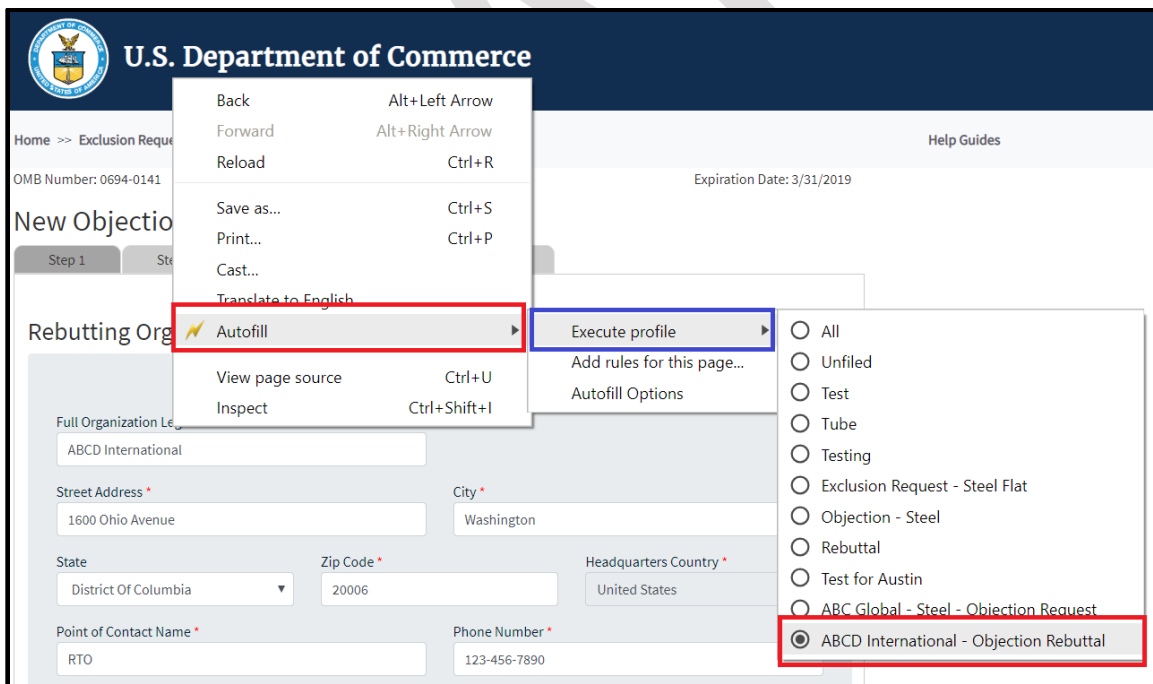 U.S. Department of Commerce
Back Alt+Left Arrow
Forward Alt+Right Arrow
Home >> Exclusion Reque
Help Guides
Reload Ctrl+R
OMB Number: 0694-0141
Expiration Date: 3/31/2019
Save as... Ctrl+S
New Objectio
Print... Ctrl+P
Step 1 Ste
Cast...
Translate to English
Rebutting Org
Autofill
Execute profile
All
Add rules for this page...
Unfiled
View page source Ctrl+U
Autofill Options
Test
Inspect Ctrl+Shift+I
Tube
Full Organization Leg
ABCD International
Testing
Exclusion Request - Steel Flat
Street Address *
City *
1600 Ohio Avenue
Washington
Objection - Steel
Rebuttal
State
Zip Code *
Headquarters Country *
Test for Austin
District Of Columbia
20006
United States
ABC Global - Steel - Objection Request
Point of Contact Name *
Phone Number *
ABCD International - Objection Rebuttal
RTO
123-456-7890